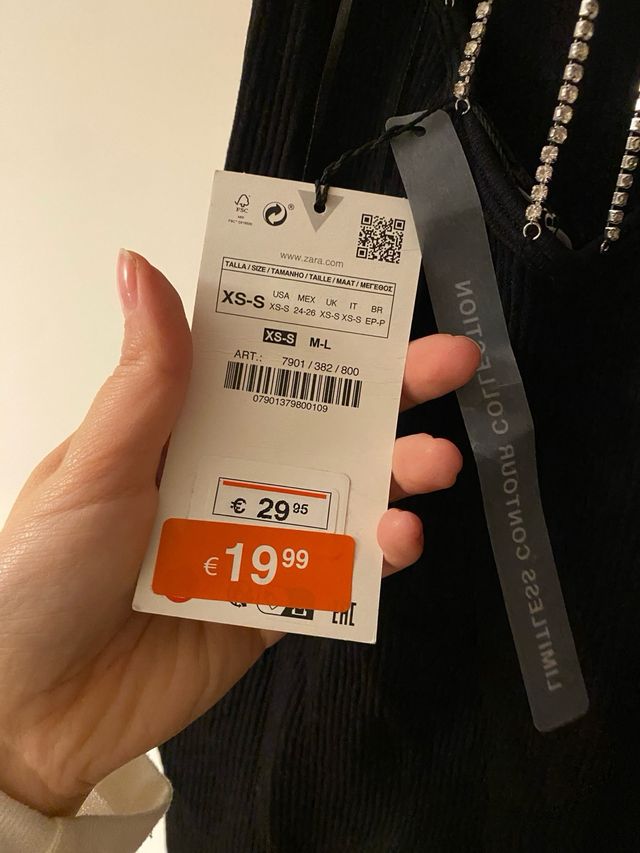 FSC
®
www.zara.com
TALLA / SIZE / TAMANHO / TAILLE / MAAT / ΜΕΓΕΘΟΣ
XS-S
USA MEX UK IT BR
XS-S 24-26 XS-S XS-S EP-P
XS-S M-L
ART.: 7901 / 382 / 800
07901379800109
€ 29 95
€ 19 99
EAC
LIMITLESS CONTOUR COLLECTION